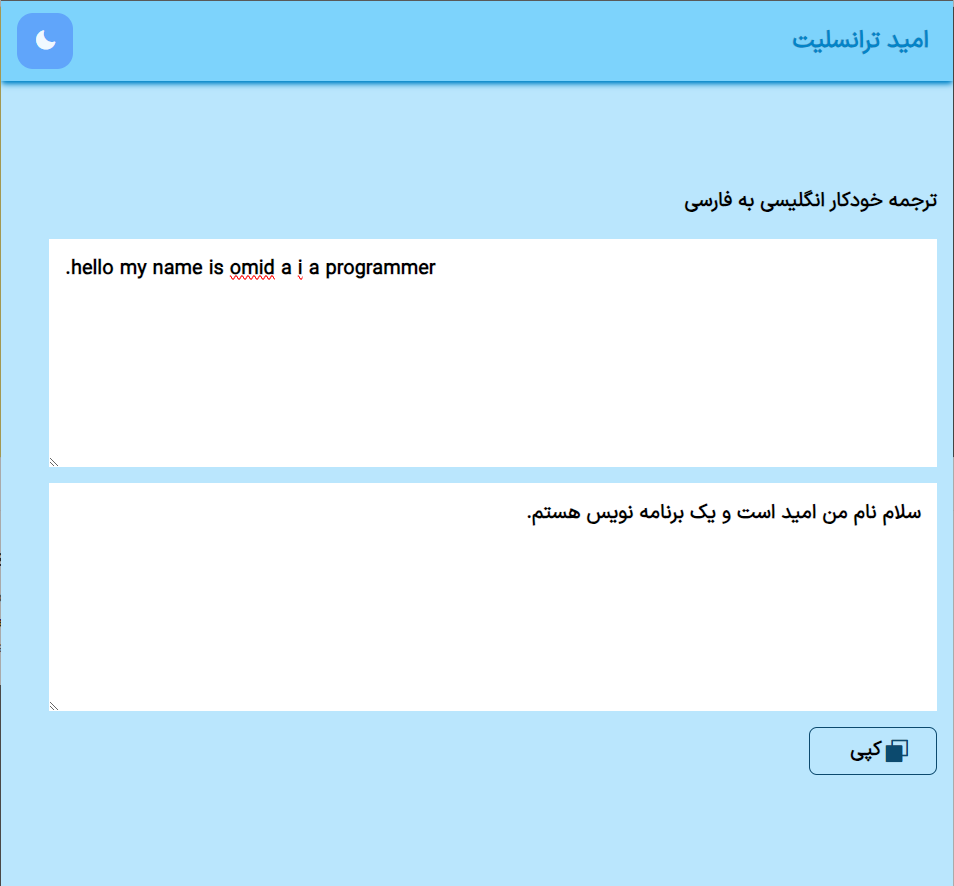 امید ترانسلیت
ترجمه خودکار انگلیسی به فارسی
.hello my name is omid a i a programmer
سلام نام من امید است و یک برنامه نویس هستم.
کپی